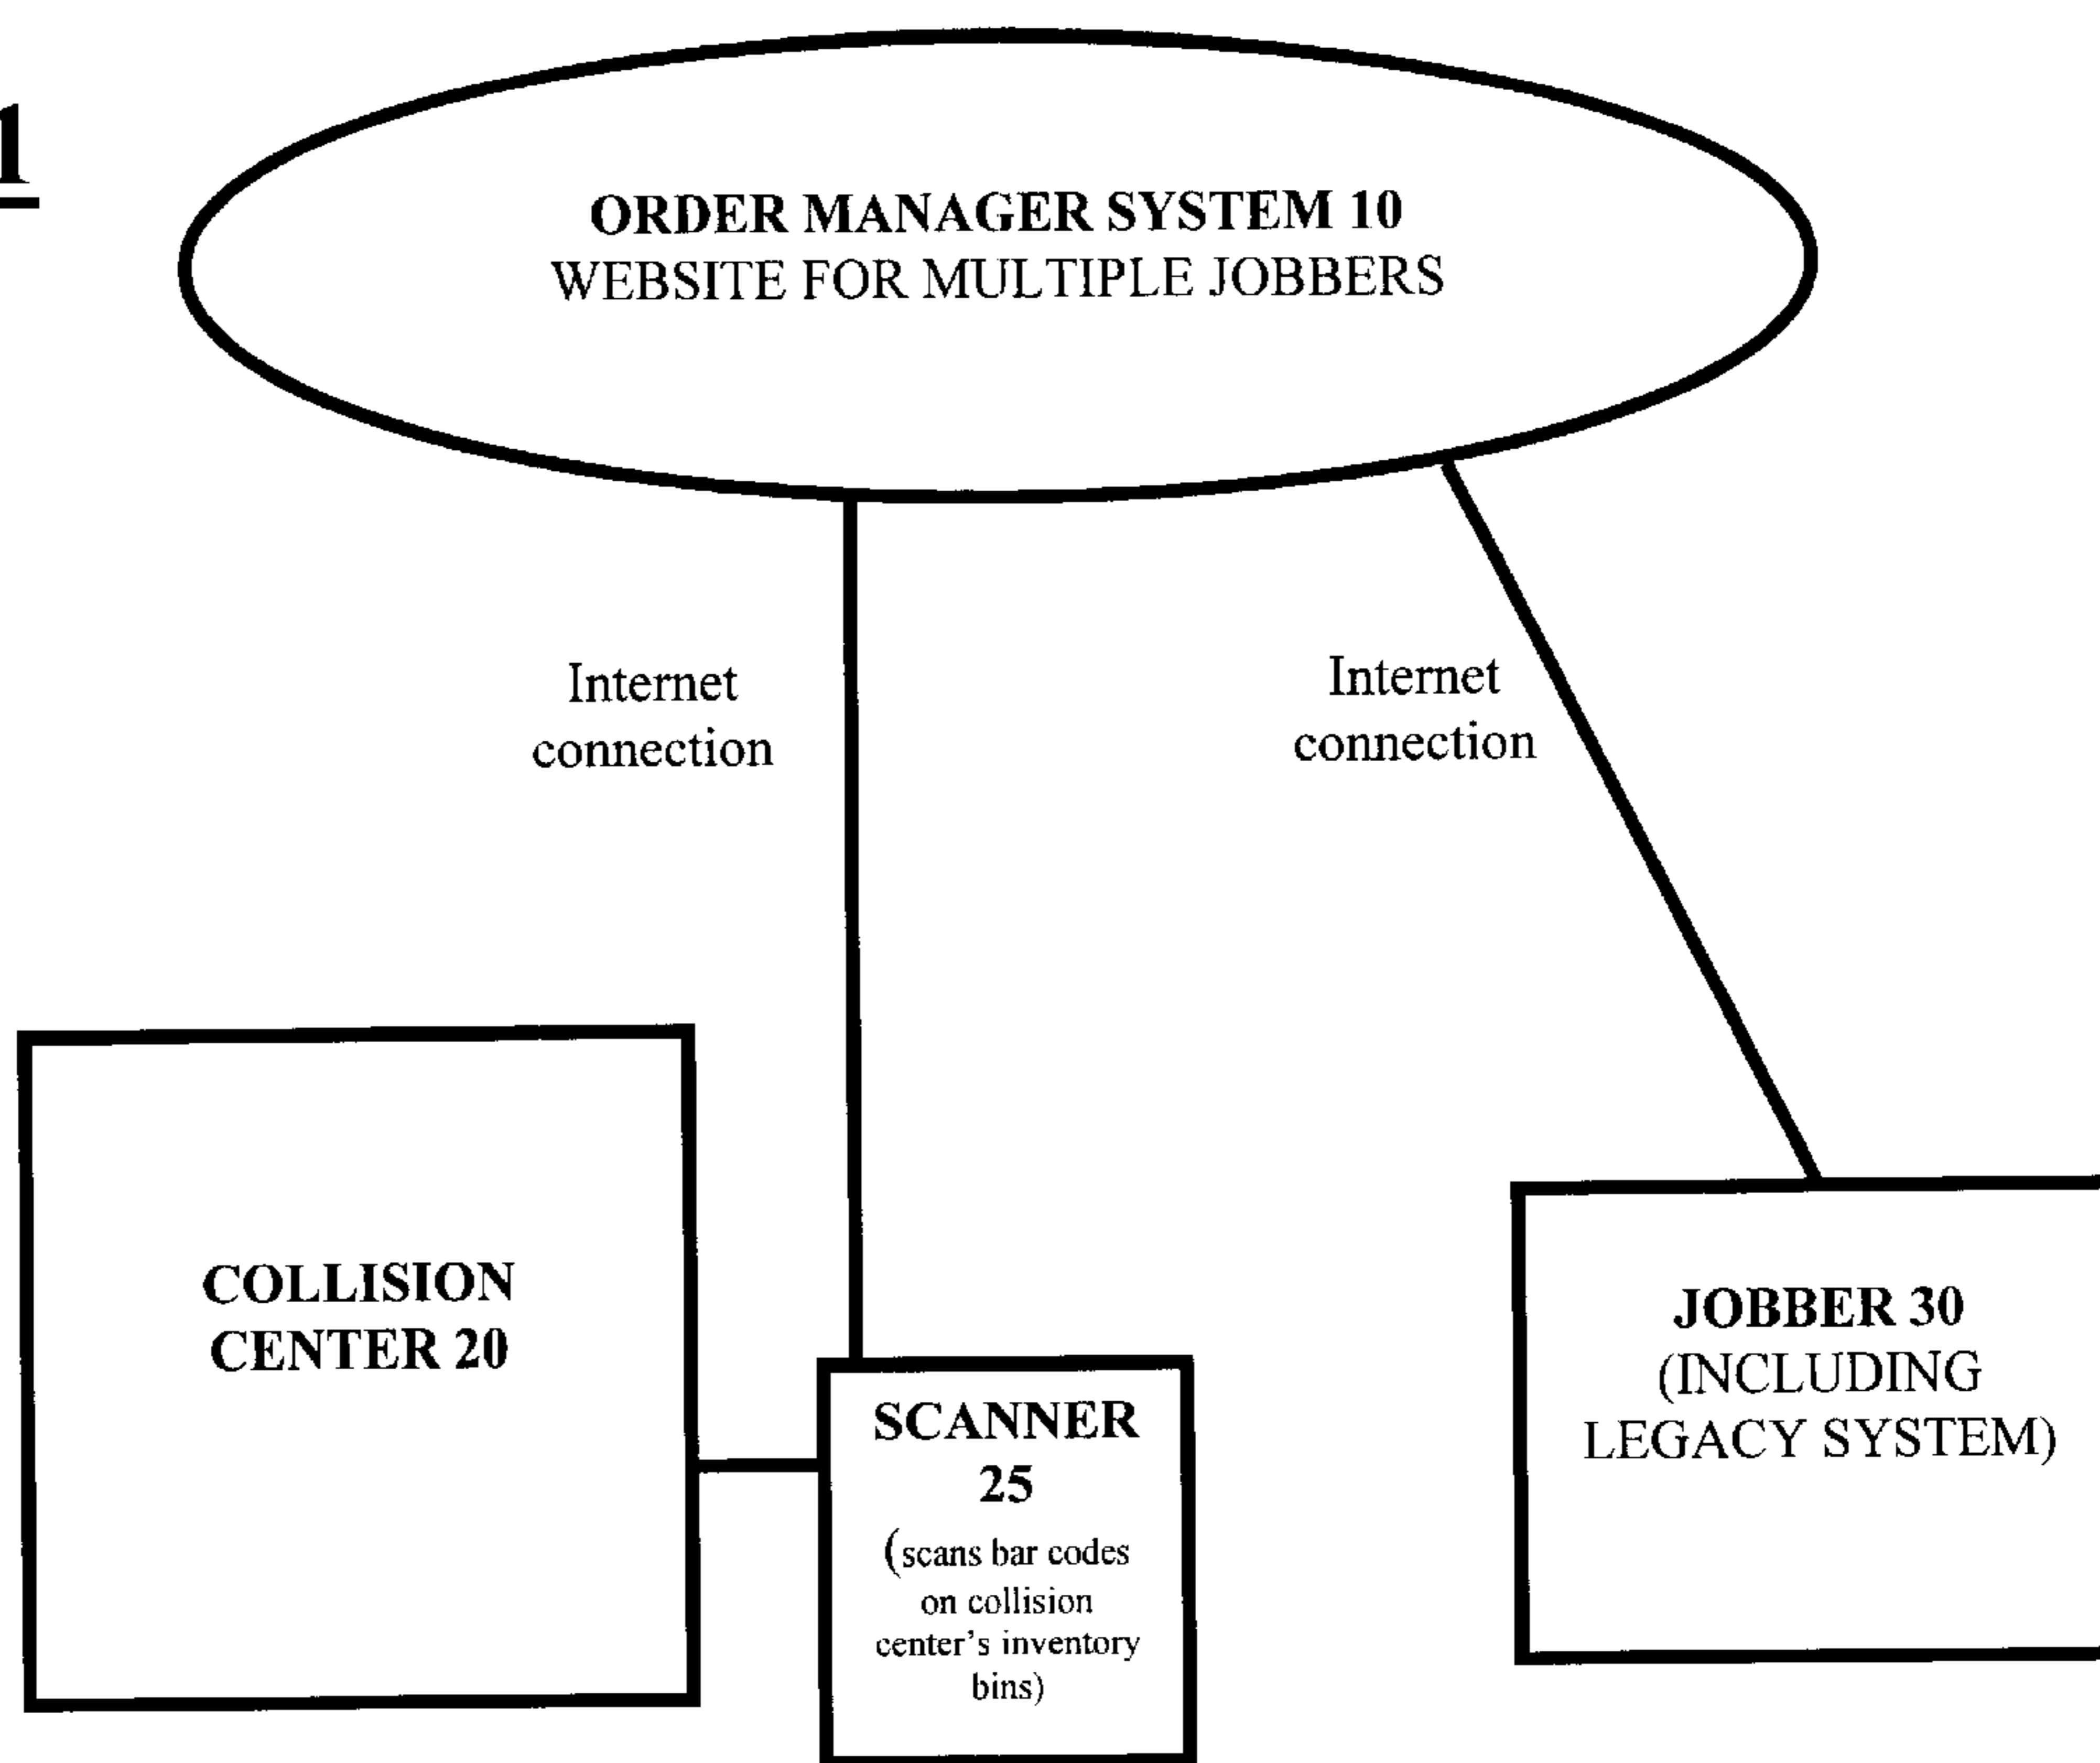 1
ORDER MANAGER SYSTEM 10
WEBSITE FOR MULTIPLE JOBBERS
Internet
connection
Internet
connection
COLLISION
CENTER 20
SCANNER
25
(scans bar codes
on collision
center's inventory
bins)
JOBBER 30
(INCLUDING
LEGACY SYSTEM)